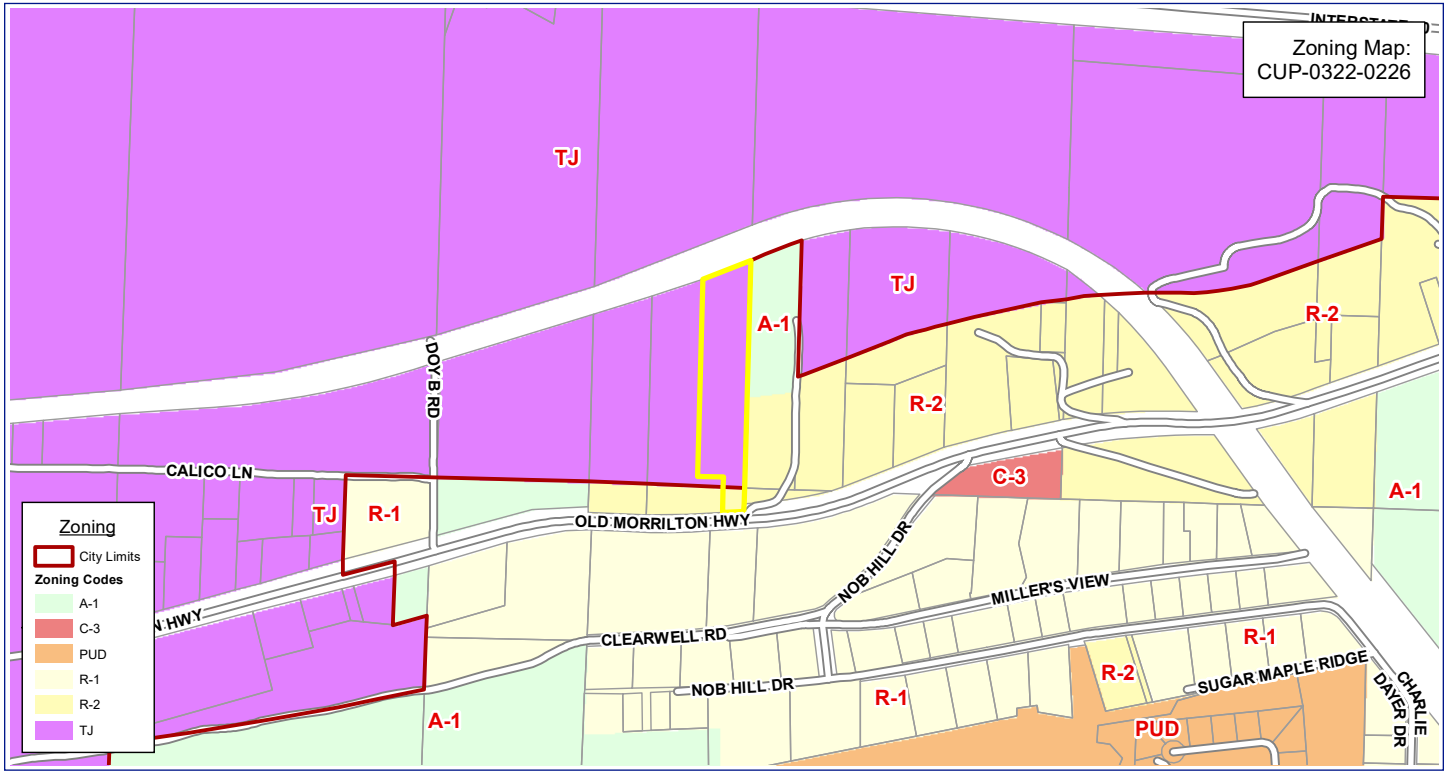 INTERSTATE
Zoning Map:
CUP-0322-0226
TJ
TJ
A-1
R-2
DOY B RD
R-2
CALICO LN
C-3
A-1
TJ
R-1
OLD MORRILTON HWY
NOB HILL DR
MILLER'S VIEW
N HWY
CLEARWELL RD
R-1
R-2
SUGAR MAPLE RIDGE
NOB HILL DR
R-1
A-1
PUD
CHARLIE
DAYER DR
Zoning
City Limits
Zoning Codes
A-1
C-3
PUD
R-1
R-2
TJ